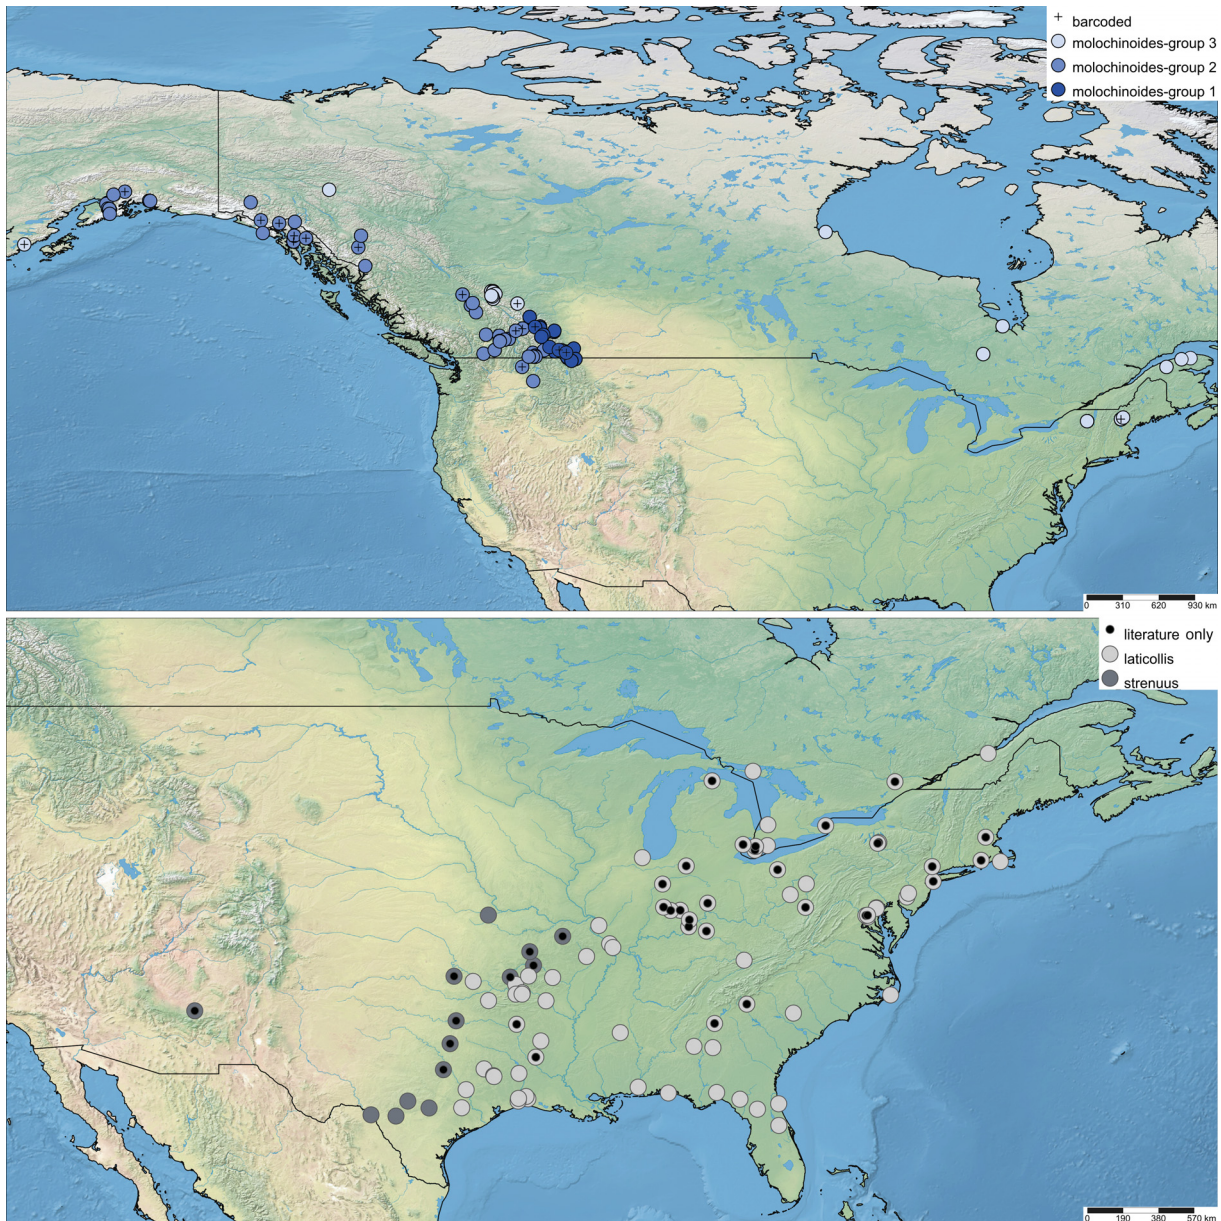 barcoded
molochinoides-group 3
molochinoides-group 2
molochinoides-group 1
0 310 620 930 km
literature only
laticollis
strenuus
0 190 380 570 km